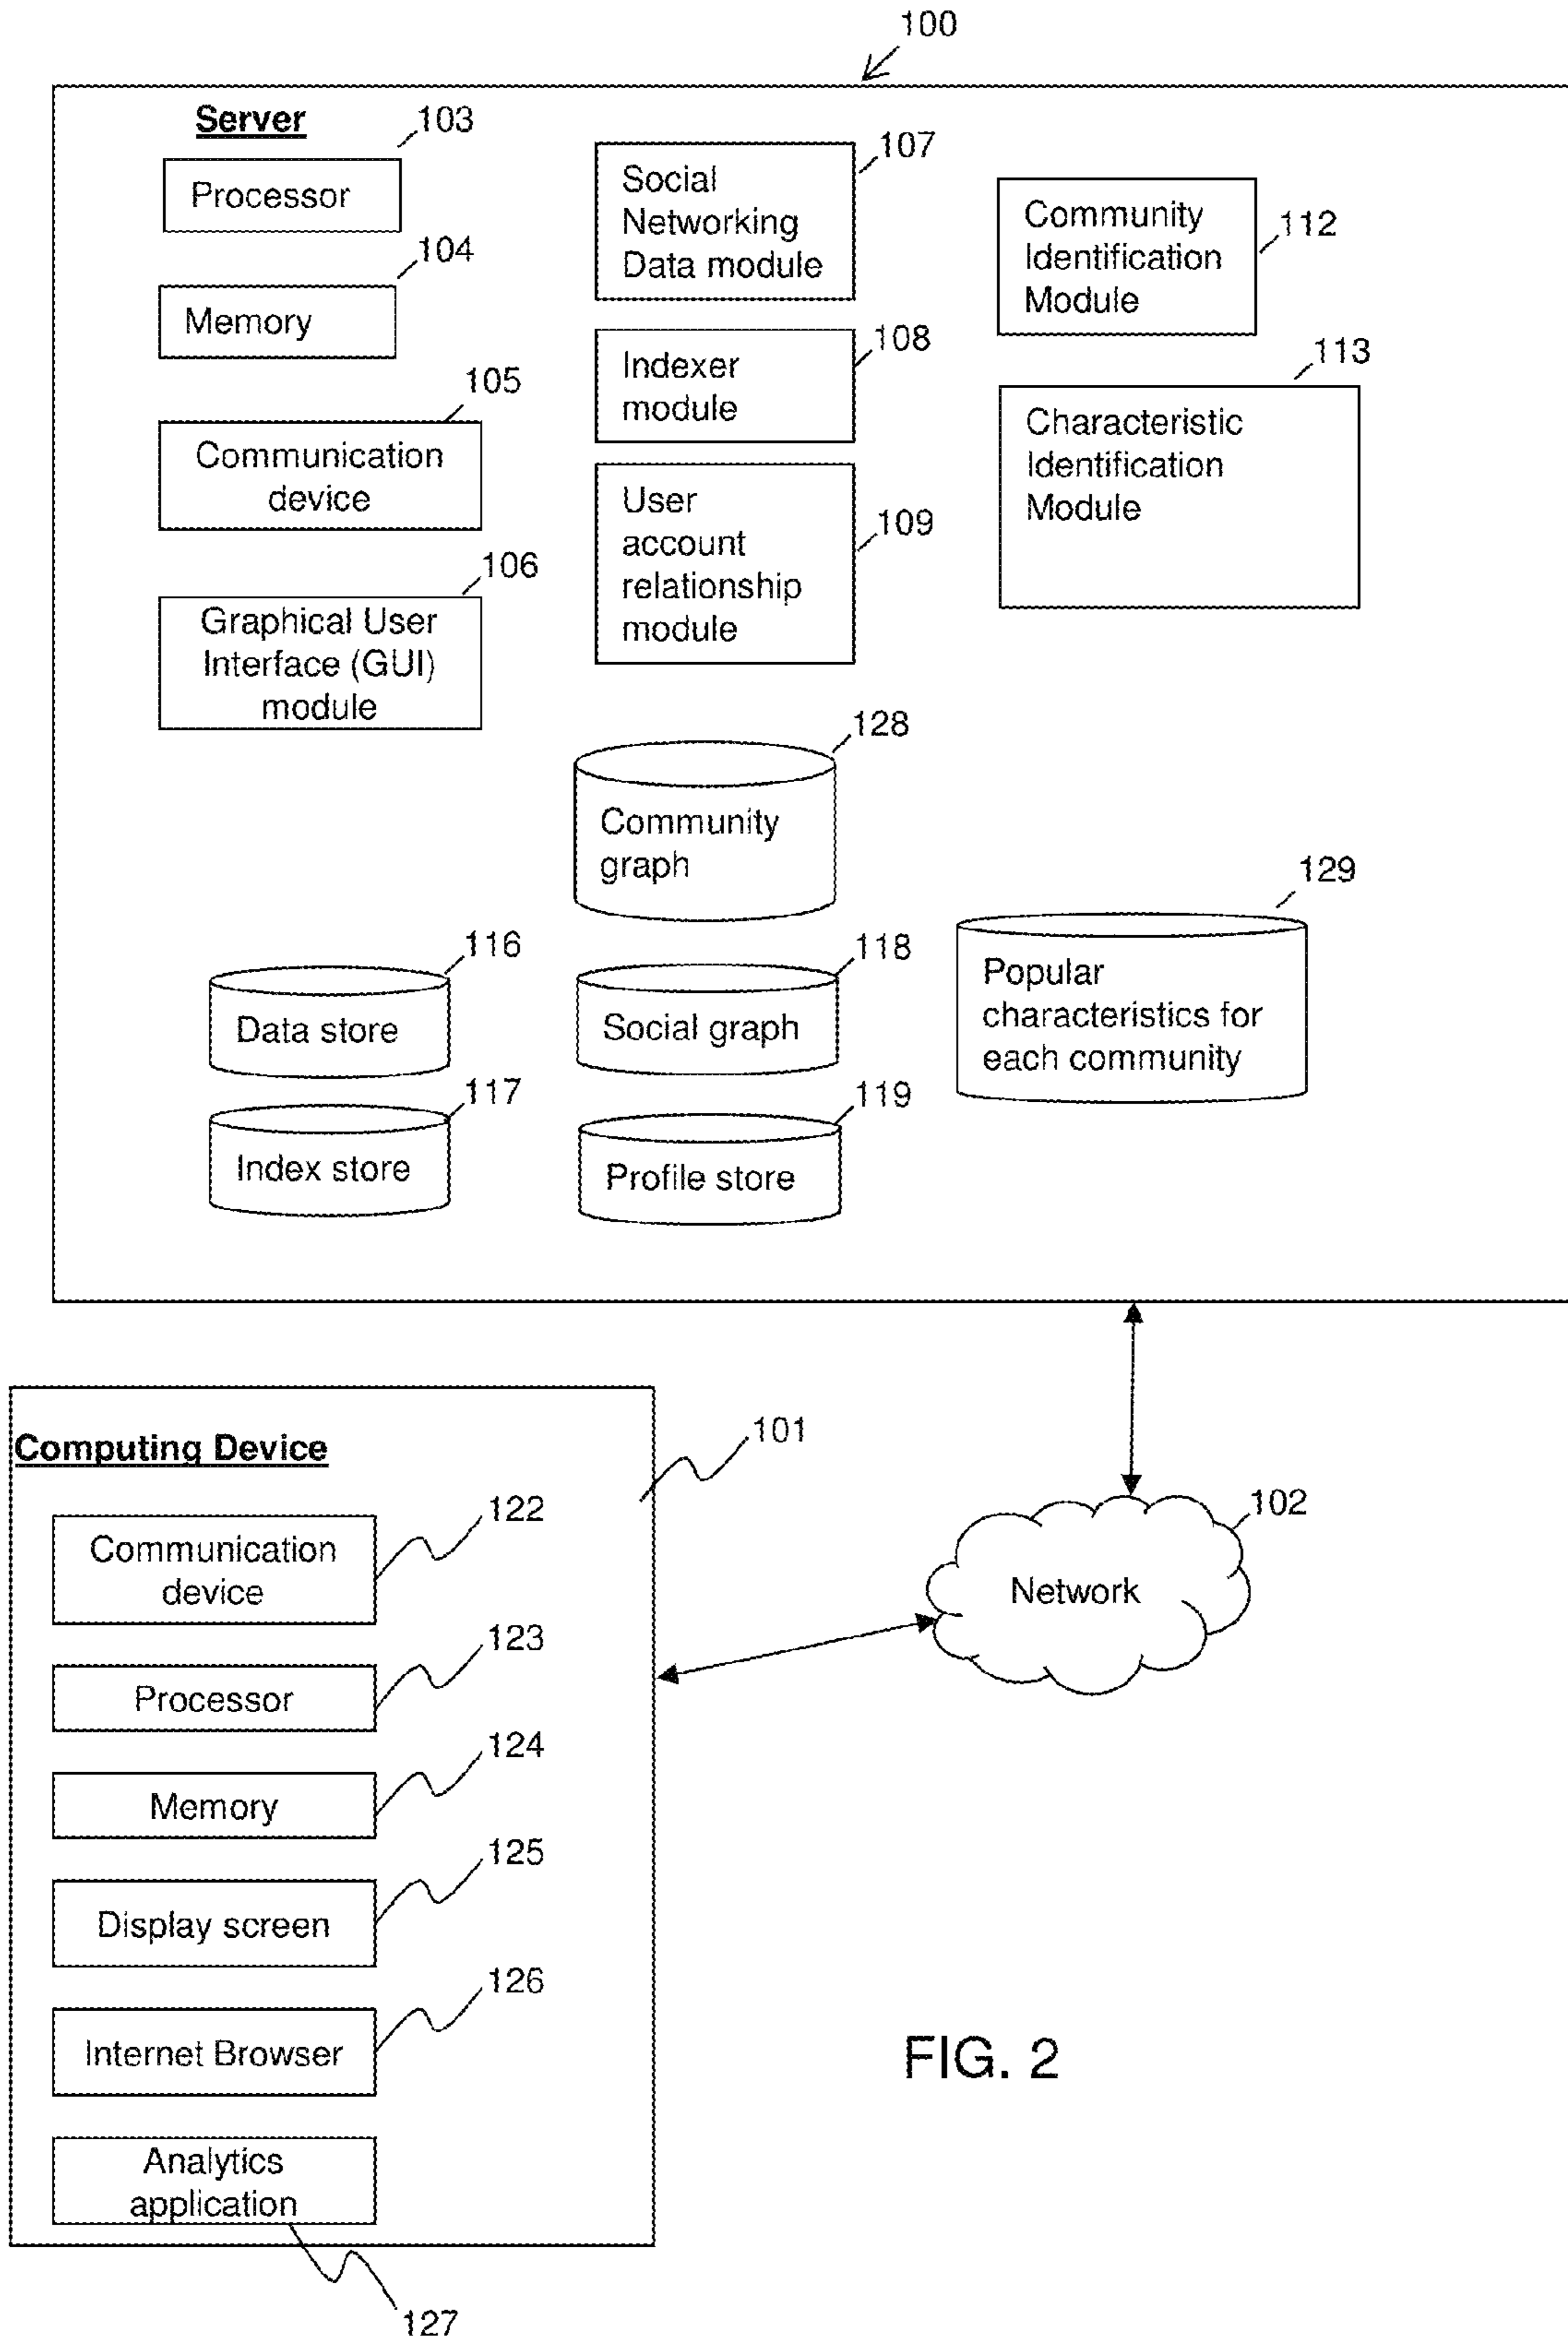 100
Server
103
Processor
104
Memory
105
Communication
device
106
Graphical User
Interface (GUI)
module
107
Social
Networking
Data module
108
Indexer
module
109
User
account
relationship
module
112
Community
Identification
Module
113
Characteristic
Identification
Module
128
Community
graph
116
Data store
117
Index store
118
Social graph
119
Profile store
129
Popular
characteristics for
each community
Computing Device
101
122
Communication
device
123
Processor
124
Memory
125
Display screen
126
Internet Browser
Analytics
application
127
102
Network
FIG. 2